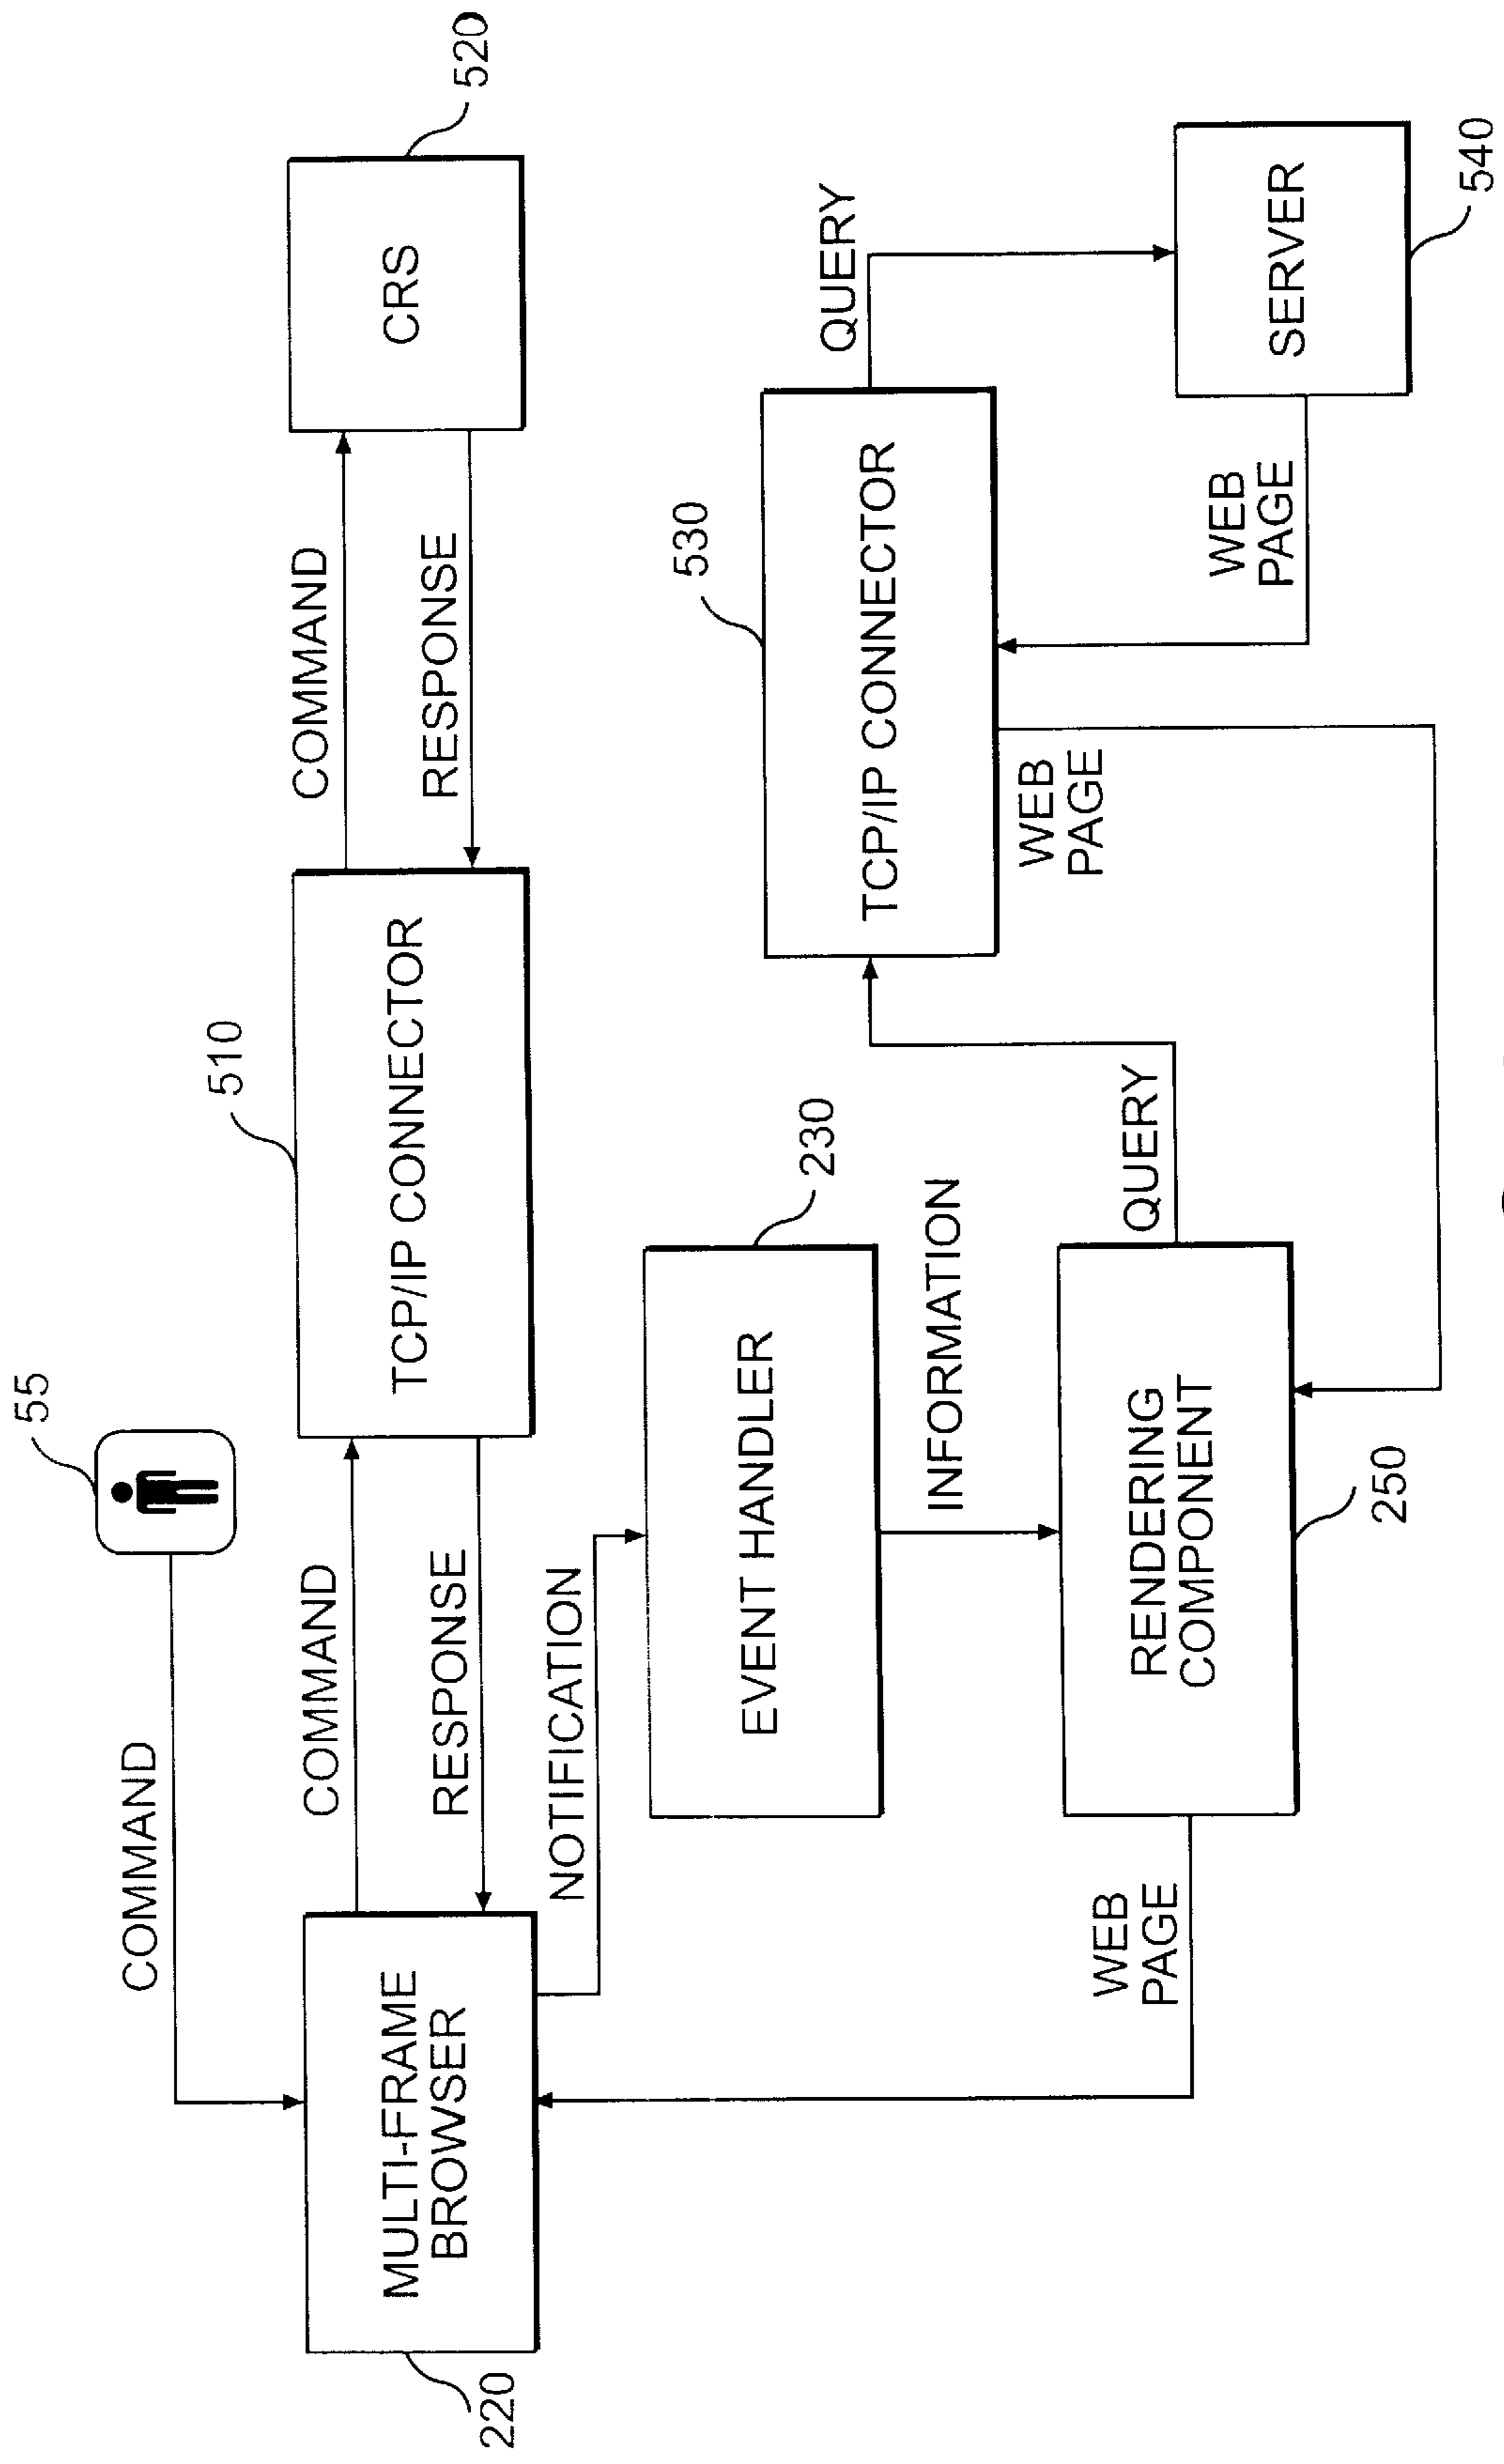 55
COMMAND
510
520
MULTI-FRAME
BROWSER
220
COMMAND
RESPONSE
TCP/IP CONNECTOR
COMMAND
RESPONSE
CRS
NOTIFICATION
EVENT HANDLER
230
INFORMATION
530
TCP/IP CONNECTOR
QUERY
WEB
PAGE
RENDERING
COMPONENT
250
QUERY
WEB
PAGE
WEB
PAGE
SERVER
540